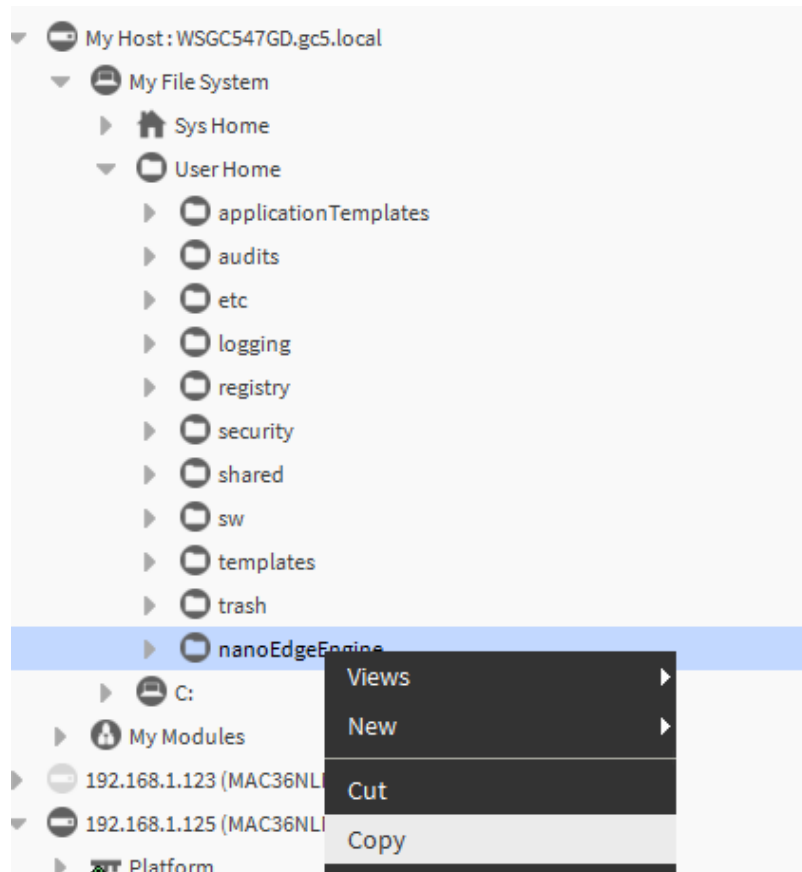 My Host : WSGC547GD.gc5.local
My File System
Sys Home
User Home
applicationTemplates
audits
etc
logging
registry
security
shared
sw
templates
trash
nanoEdgeEngine
Views
New
C:
My Modules
Cut
192.168.1.123 (MAC36NL
192.168.1.125 (MAC36NL
Copy
Platform